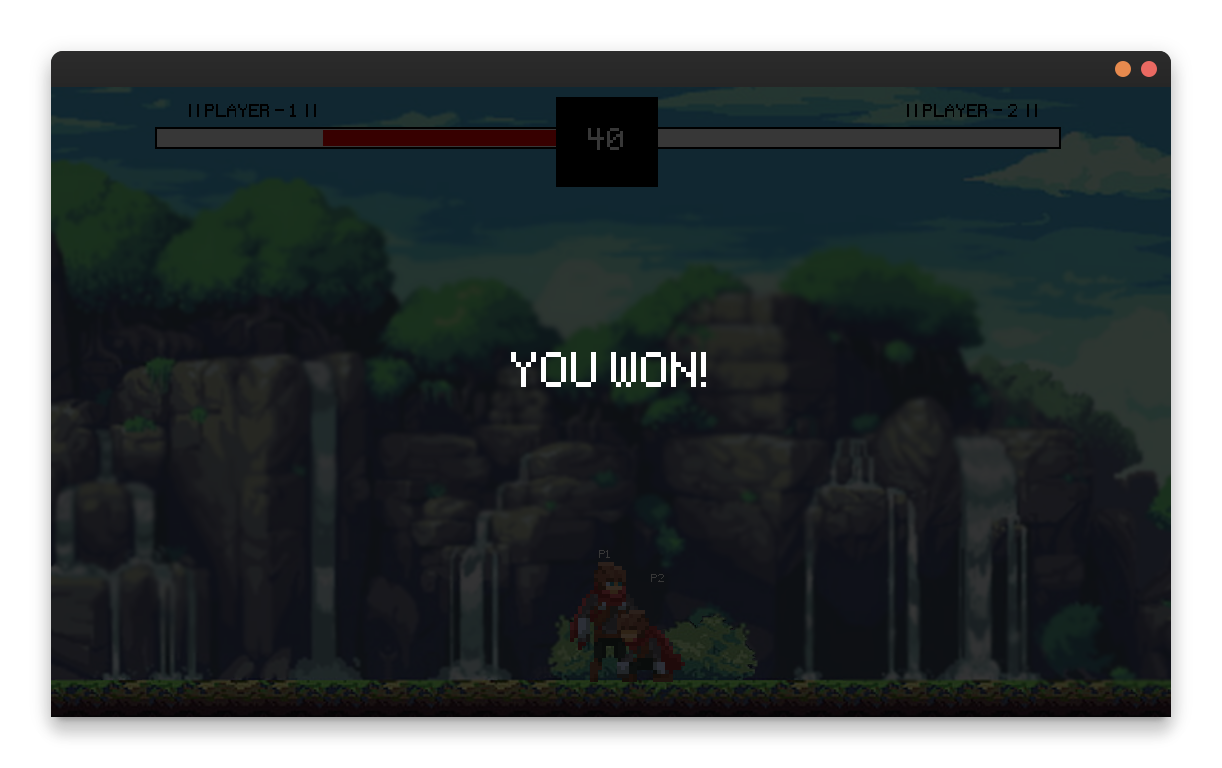 || PLAYER - 1 ||
40
|| PLAYER - 2 ||
YOU WON!
P1
P2